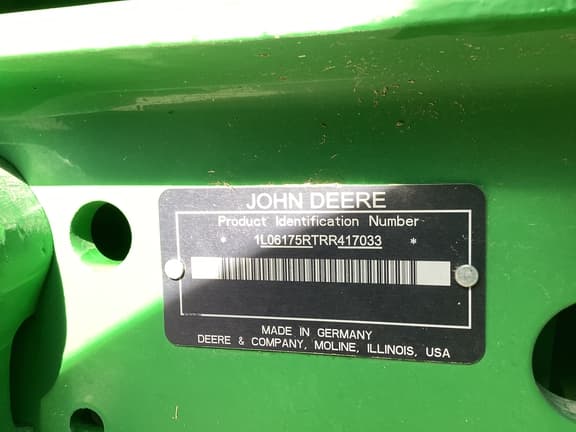 JOHN DEERE
Product Identification Number
* 1L06175RTRR417033 *
MADE IN GERMANY
DEERE & COMPANY, MOLINE, ILLINOIS, USA